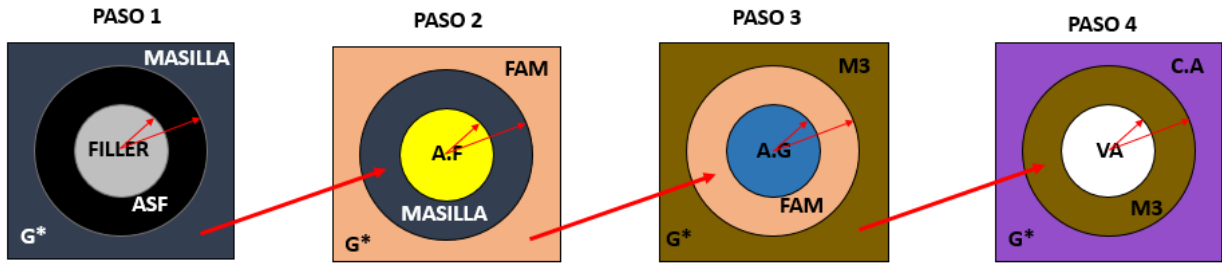 PASO 1
MASILLA
FILLER
ASF
G*
PASO 2
FAM
A.F
MASILLA
G*
PASO 3
M3
A.G
FAM
G*
PASO 4
C.A
VA
M3
G*